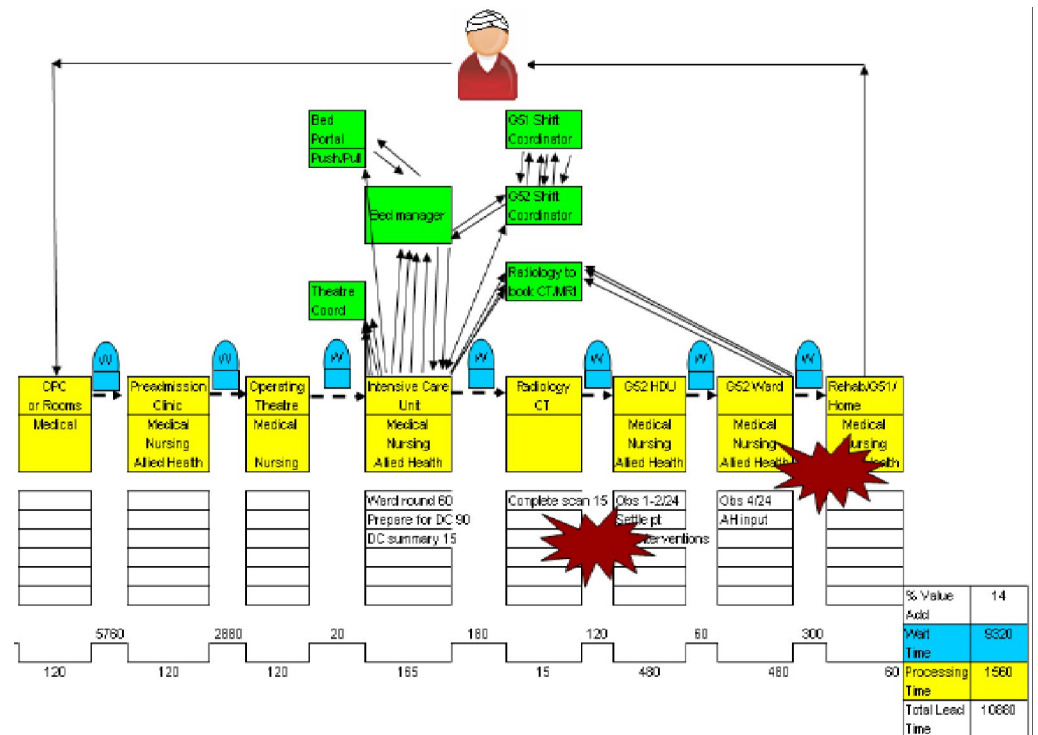 Bed
Portal
Push/Pull
G51 Shift
Coordinator
Bed manager
G52 Shift
Coordinator
Theatre
Coord
Radiology to
book CT/MRI
W
W
W
W
W
W
W
OPC
or Rooms
Medical
Preadmission
Clinic
Medical
Nursing
Allied Health
Operating
Theatre
Medical
Nursing
Intensive Care
Unit
Medical
Nursing
Allied Health
Radiology
CT
G52 HDU
Medical
Nursing
Allied Health
G52 Ward
Medical
Nursing
Allied Health
Rehab/G51/
Home
Medical
Ward round 60
Prepare for DC 90
DC summary 15
Complete scan 15
Obs 1-2/24
Settle pt
Obs 4/24
AH input
5760
2880
20
180
120
60
300
120
120
120
165
15
480
480
60
% Value
Add
14
Wait
Time
9320
Processing
Time
1560
Total Lead
Time
10880